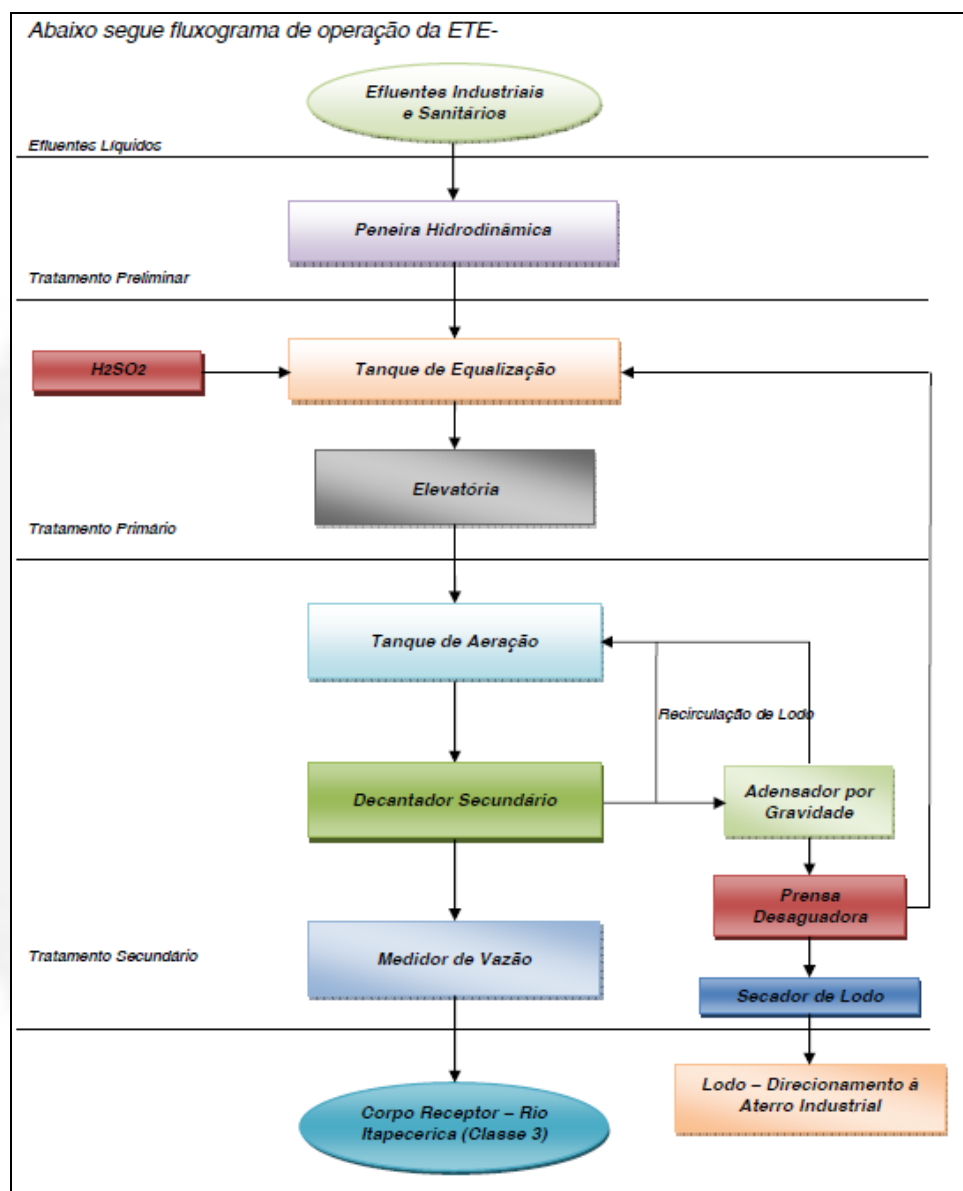 Abaixo segue fluxograma de operação da ETE-
Efluentes Industriais
e Sanitários
Efluentes Líquidos
Peneira Hidrodinâmica
Tratamento Preliminar
H2SO2
Tanque de Equalização
Elevatória
Tratamento Primário
Tanque de Aeração
Recirculação de Lodo
Decantador Secundário
Adensador por
Gravidade
Prensa
Desaguadora
Tratamento Secundário
Medidor de Vazão
Secador de Lodo
Lodo – Direcionamento à
Aterro Industrial
Corpo Receptor – Rio
Itapecerica (Classe 3)